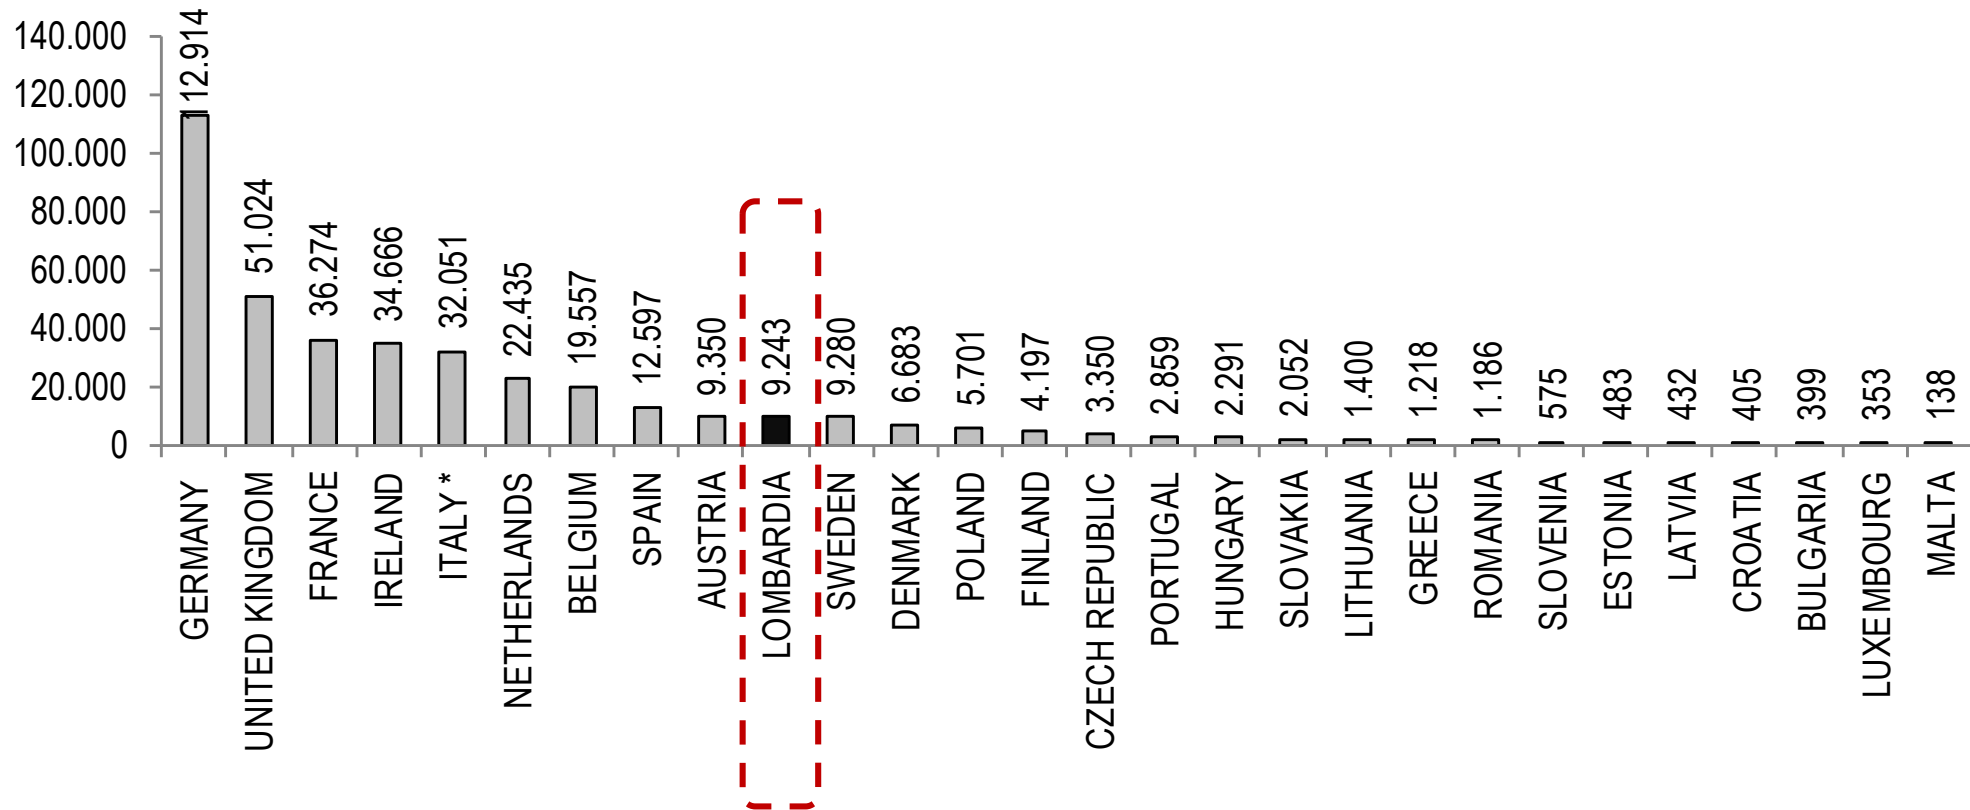 140.000
120.000
100.000
80.000
60.000
40.000
20.000
0
112.914
51.024
36.274
34.666
32.051
22.435
19.557
12.597
9.350
9.243
9.280
6.683
5.701
4.197
3.350
2.859
2.291
2.052
1.400
1.218
1.186
575
483
432
405
399
353
138
GERMANY
UNITED KINGDOM
FRANCE
IRELAND
ITALY *
NETHERLANDS
BELGIUM
SPAIN
AUSTRIA
LOMBARDIA
SWEDEN
DENMARK
POLAND
FINLAND
CZECH REPUBLIC
PORTUGAL
HUNGARY
SLOVAKIA
LITHUANIA
GREECE
ROMANIA
SLOVENIA
ESTONIA
LATVIA
CROATIA
BULGARIA
LUXEMBOURG
MALTA